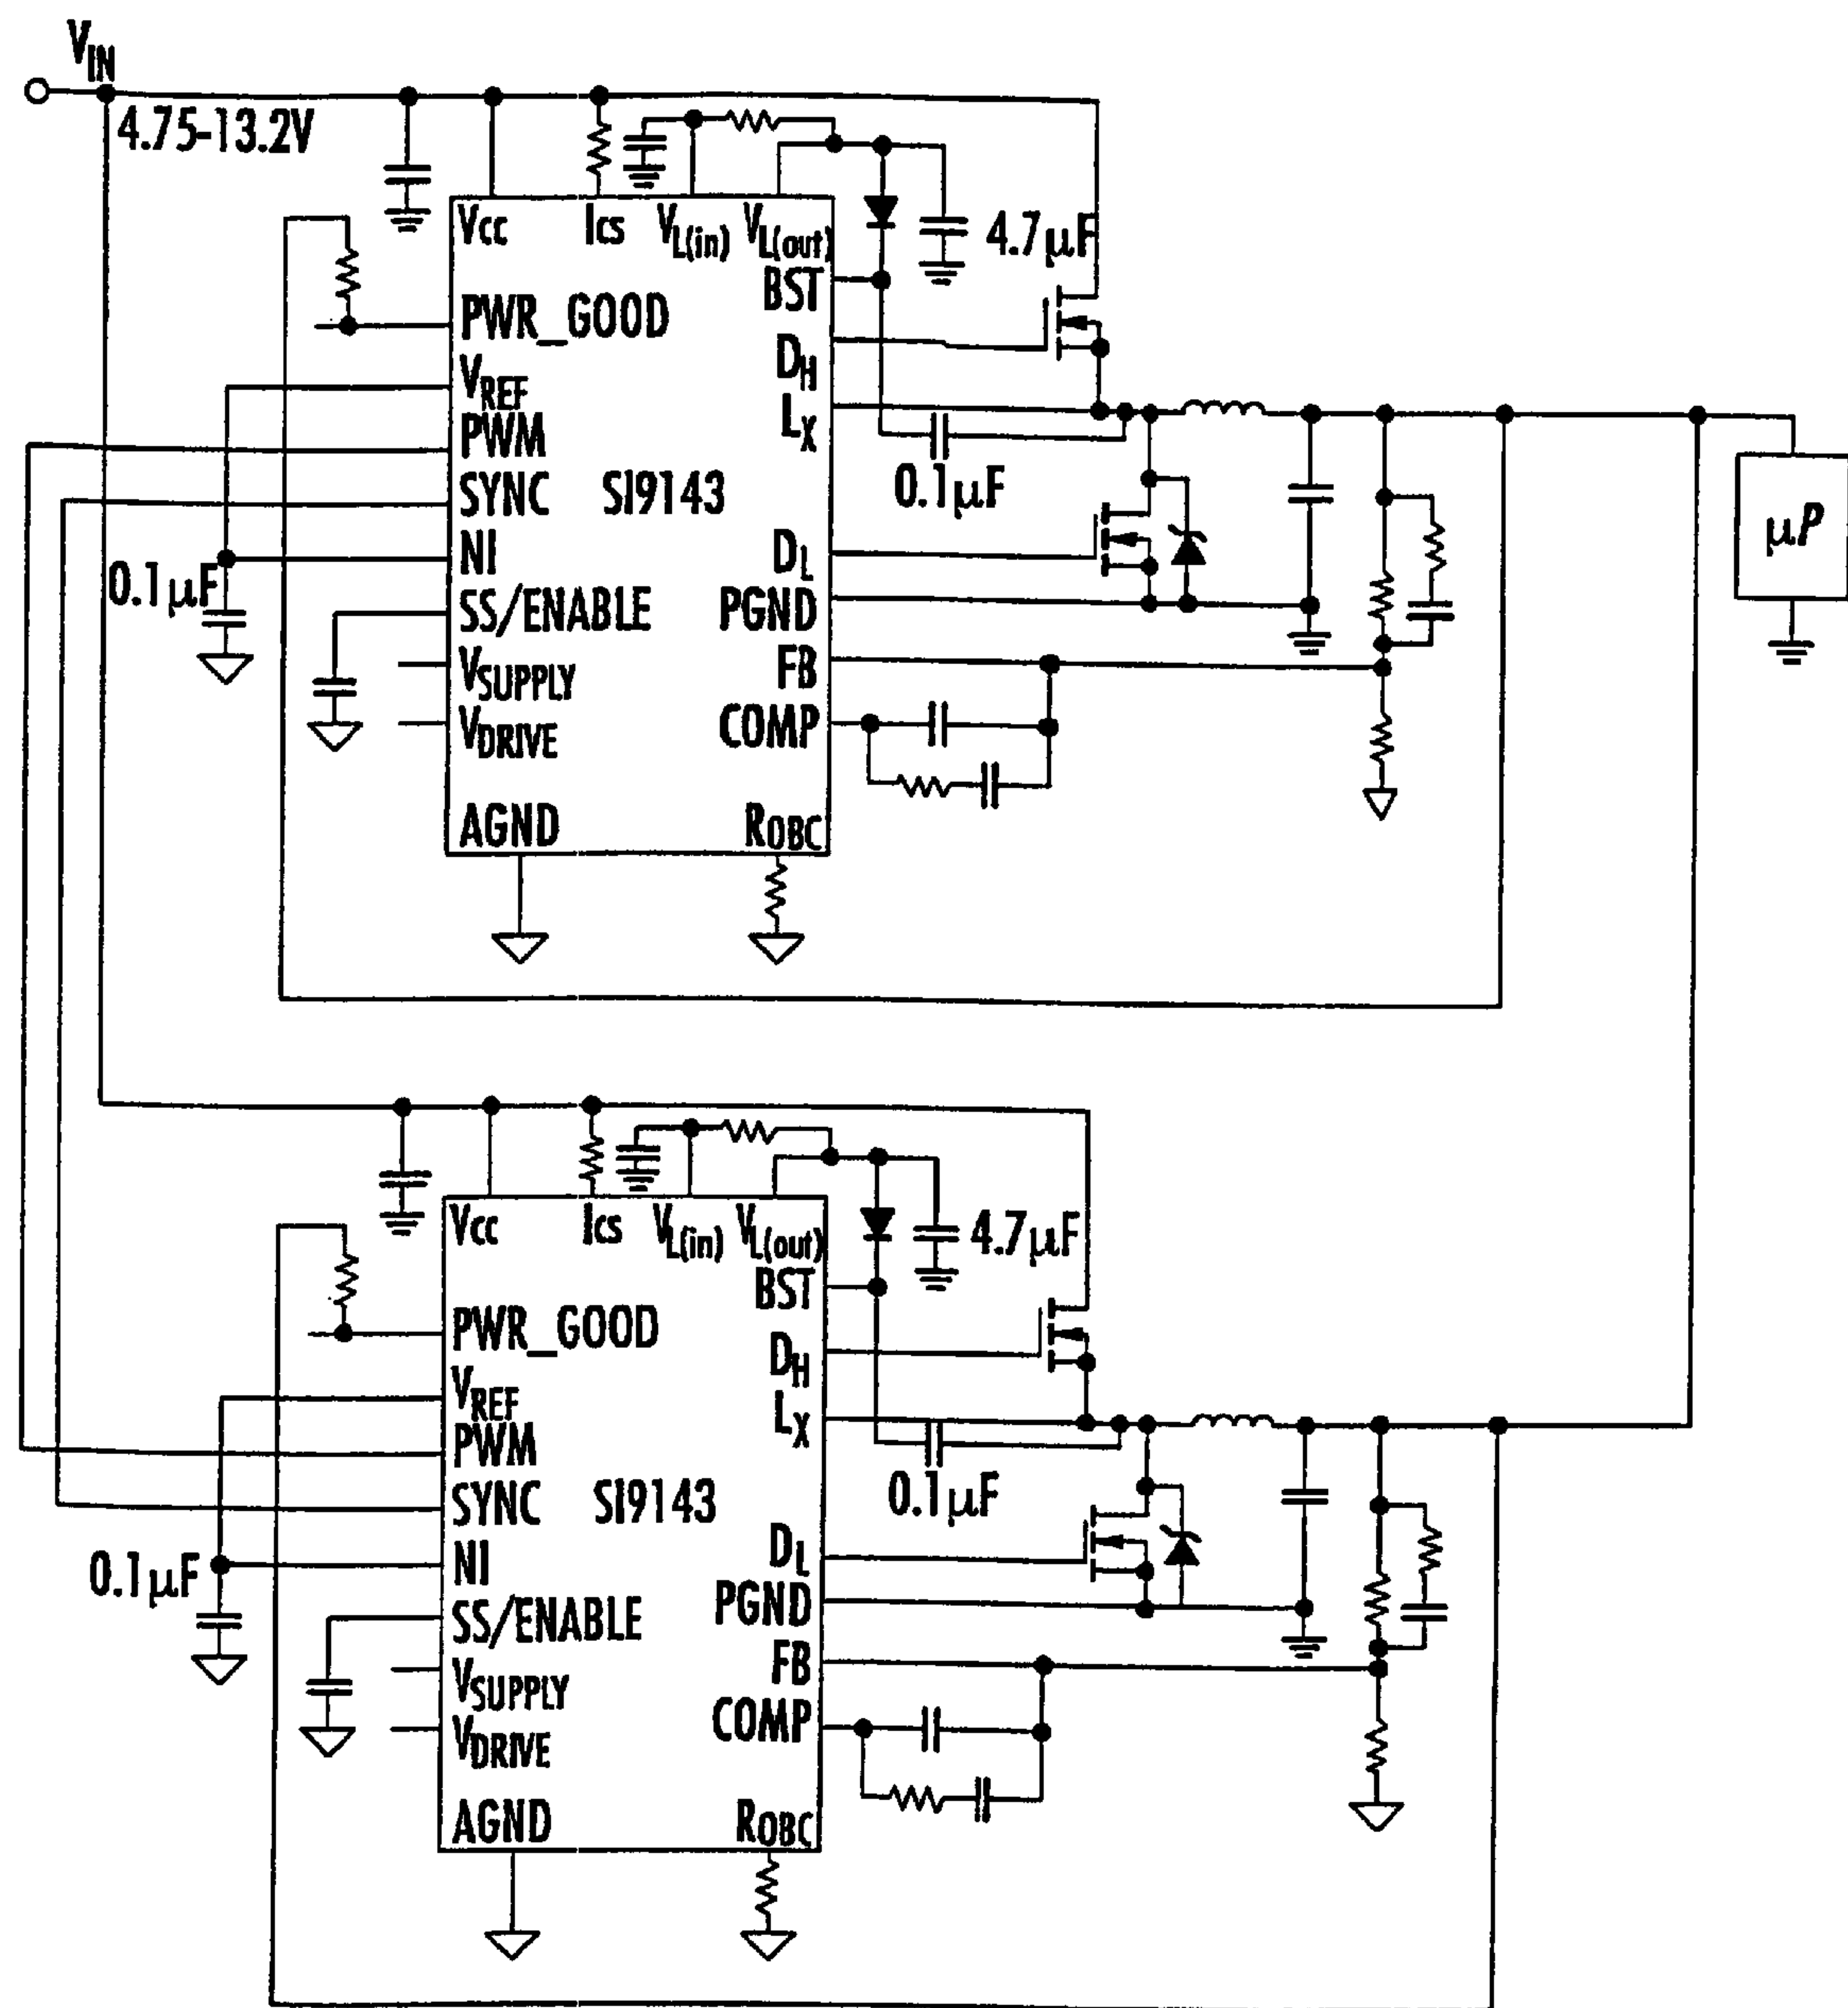 VIN
4.75-13.2V
Vcc ICS VL(in) VL(out)
4.7μF
BST
PWR_GOOD
DH
VREF
LX
PWM
SYNC SI9143
0.1μF
μP
NI
DL
0.1μF
SS/ENABLE PGND
VSUPPLY FB
VDRIVE COMP
AGND ROBC
Vcc ICS VL(in) VL(out)
4.7μF
BST
PWR_GOOD
DH
VREF
LX
PWM
SYNC SI9143
0.1μF
NI
DL
0.1μF
SS/ENABLE PGND
VSUPPLY FB
VDRIVE COMP
AGND ROBC